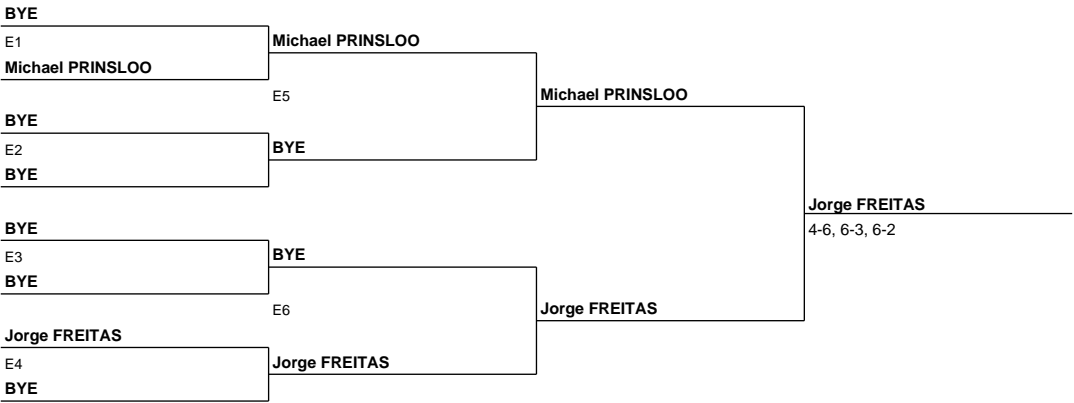 BYE
E1
Michael PRINSLOO
Michael PRINSLOO
E5
Michael PRINSLOO
BYE
E2
BYE
BYE
Jorge FREITAS
4-6, 6-3, 6-2
BYE
E3
BYE
BYE
E6
Jorge FREITAS
Jorge FREITAS
E4
Jorge FREITAS
BYE